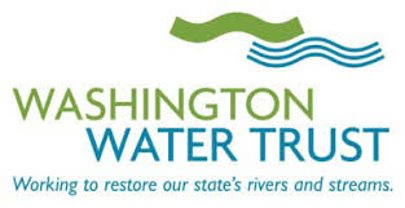 WASHINGTON
WATER TRUST
Working to restore our state's rivers and streams.